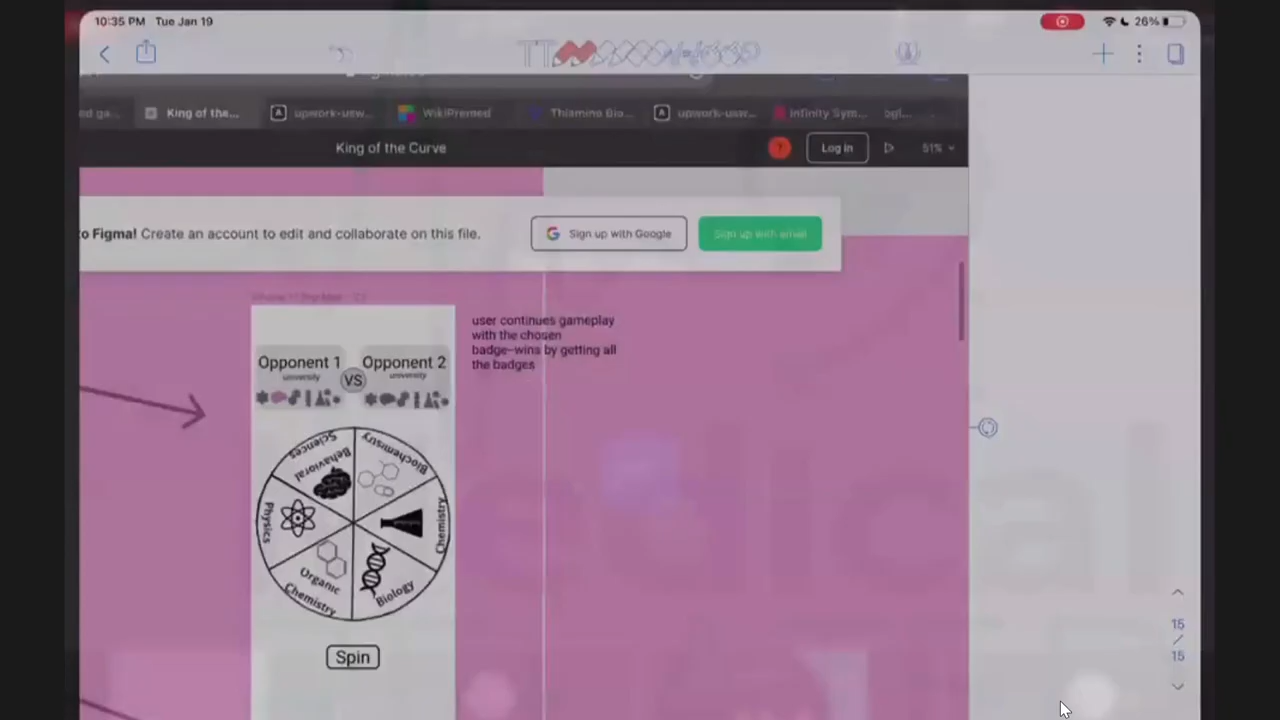 10:35 PM Tue Jan 19
26%
King of the...
upwork-usw...
WikiPremed
Thiamine Bio...
upwork-usw...
Infinity Sym...
King of the Curve
Log in
51%
to Figma! Create an account to edit and collaborate on this file.
Sign up with Google
Sign up with email
user continues gameplay
with the chosen
badge-wins by getting all
the badges
Opponent 1
university
VS
Opponent 2
university
Behavioral
Sciences
Biochemistry
Physics
Chemistry
Organic
Chemistry
Biology
Spin
15
/
15